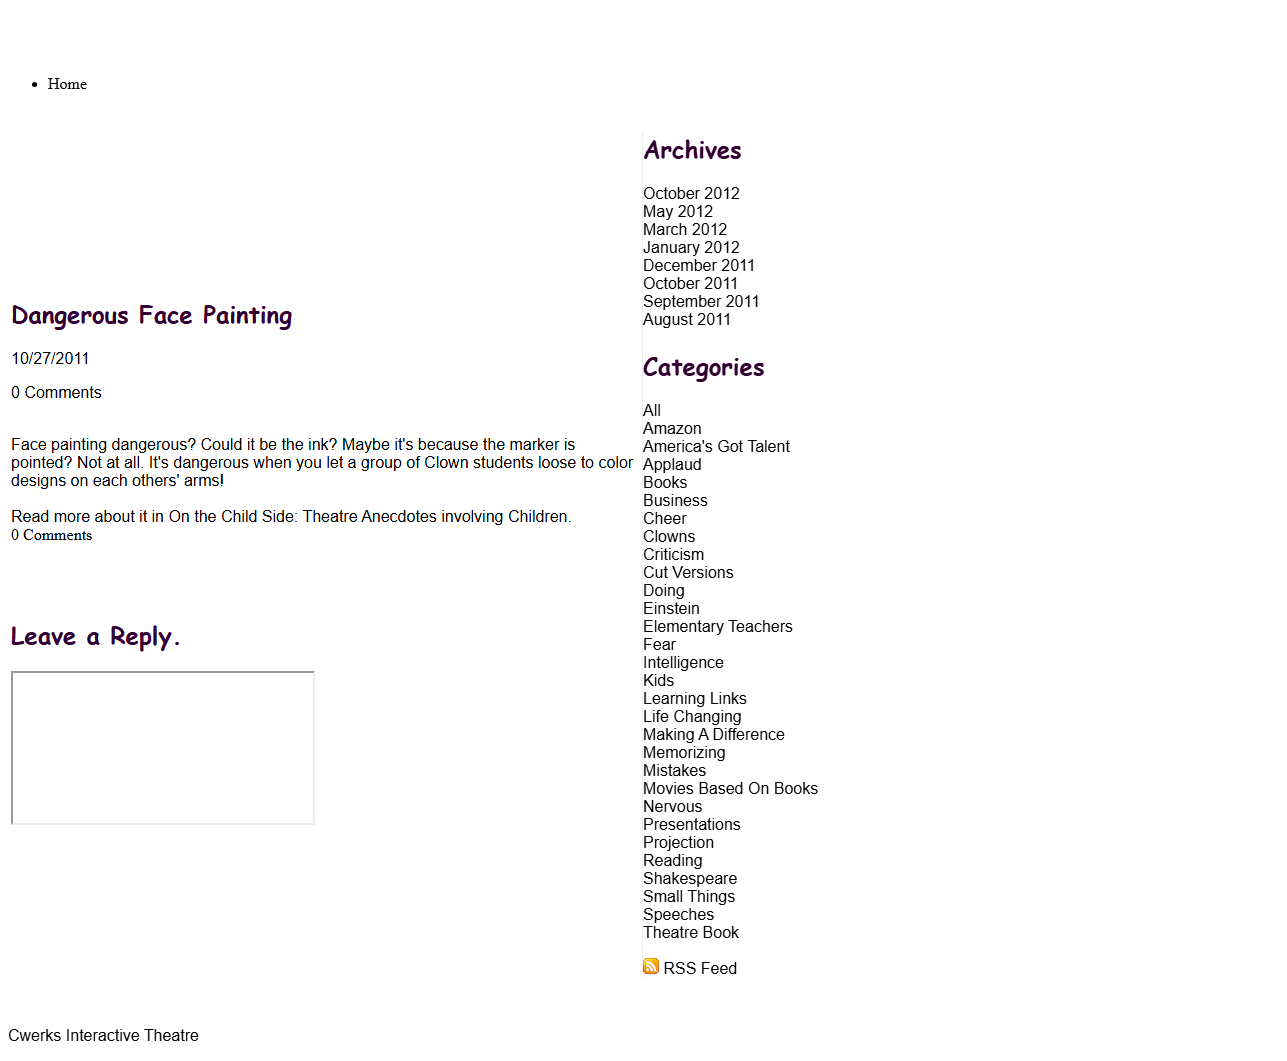 Home
Dangerous Face Painting
10/27/2011
0 Comments
Face painting dangerous? Could it be the ink? Maybe it's because the marker is
pointed? Not at all. It's dangerous when you let a group of Clown students loose to color
designs on each others' arms!
Read more about it in On the Child Side: Theatre Anecdotes involving Children.
0 Comments
Leave a Reply.
Archives
October 2012
May 2012
March 2012
January 2012
December 2011
October 2011
September 2011
August 2011
Categories
All
Amazon
America's Got Talent
Applaud
Books
Business
Cheer
Clowns
Criticism
Cut Versions
Doing
Einstein
Elementary Teachers
Fear
Intelligence
Kids
Learning Links
Life Changing
Making A Difference
Memorizing
Mistakes
Movies Based On Books
Nervous
Presentations
Projection
Reading
Shakespeare
Small Things
Speeches
Theatre Book
RSS Feed
Cwerks Interactive Theatre